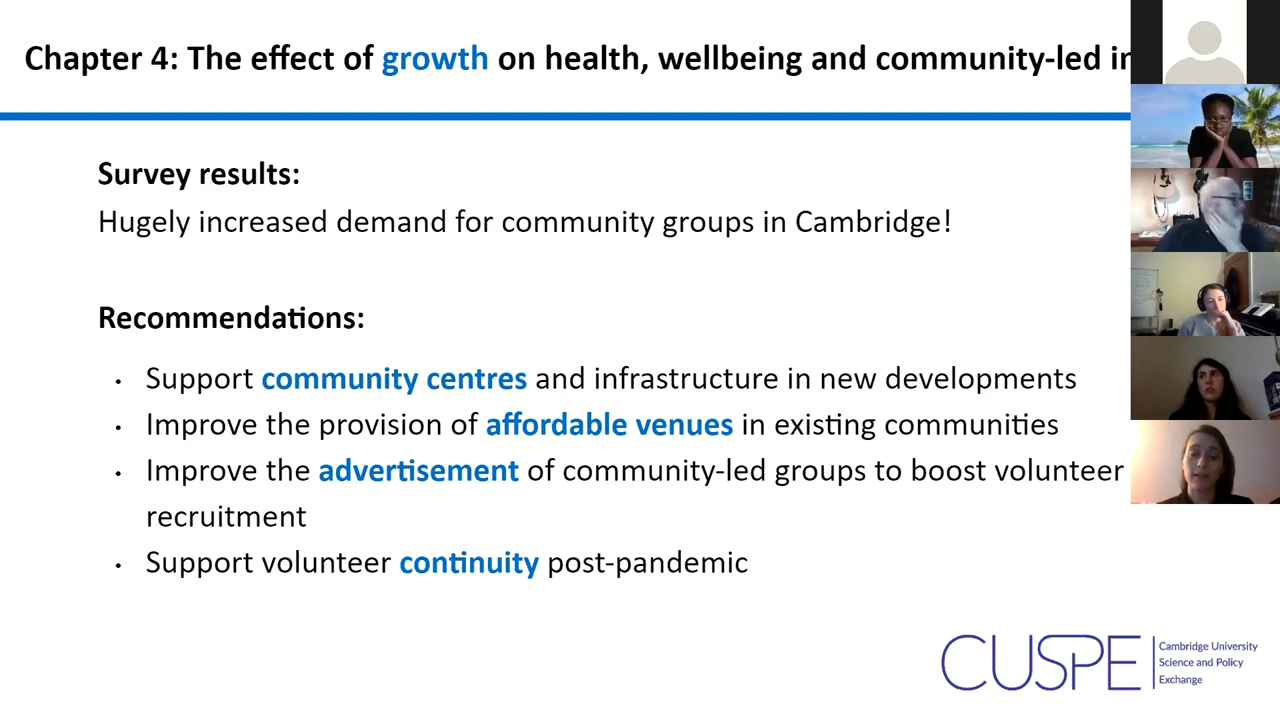 Chapter 4: The effect of growth on health, wellbeing and community-led in
Survey results:
Hugely increased demand for community groups in Cambridge!
Recommendations:
• Support community centres and infrastructure in new developments
• Improve the provision of affordable venues in existing communities
• Improve the advertisement of community-led groups to boost volunteer
recruitment
• Support volunteer continuity post-pandemic
CUSPE
Cambridge University
Science and Policy
Exchange